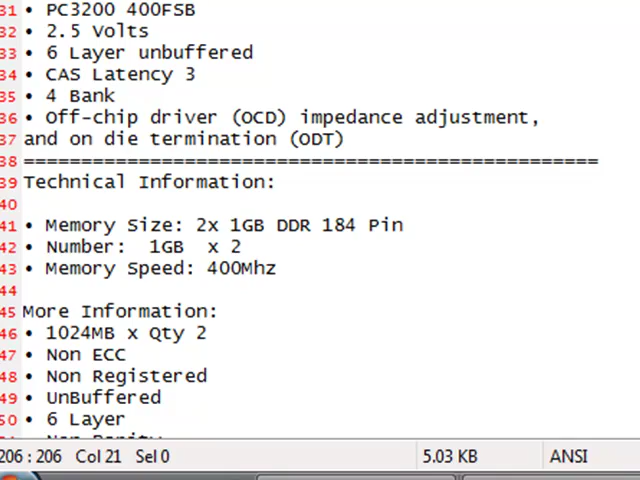 31 • PC3200 400FSB
32 • 2.5 Volts
33 • 6 Layer unbuffered
34 • CAS Latency 3
35 • 4 Bank
36 • Off-chip driver (OCD) impedance adjustment,
37 and on die termination (ODT)
38 ==================================================
39 Technical Information:
40
41 • Memory Size: 2x 1GB DDR 184 Pin
42 • Number:  1GB  x 2
43 • Memory Speed: 400Mhz
44
45 More Information:
46 • 1024MB x Qty 2
47 • Non ECC
48 • Non Registered
49 • UnBuffered
50 • 6 Layer
• Non Parity
206 : 206 Col 21 Sel 0 5.03 KB ANSI